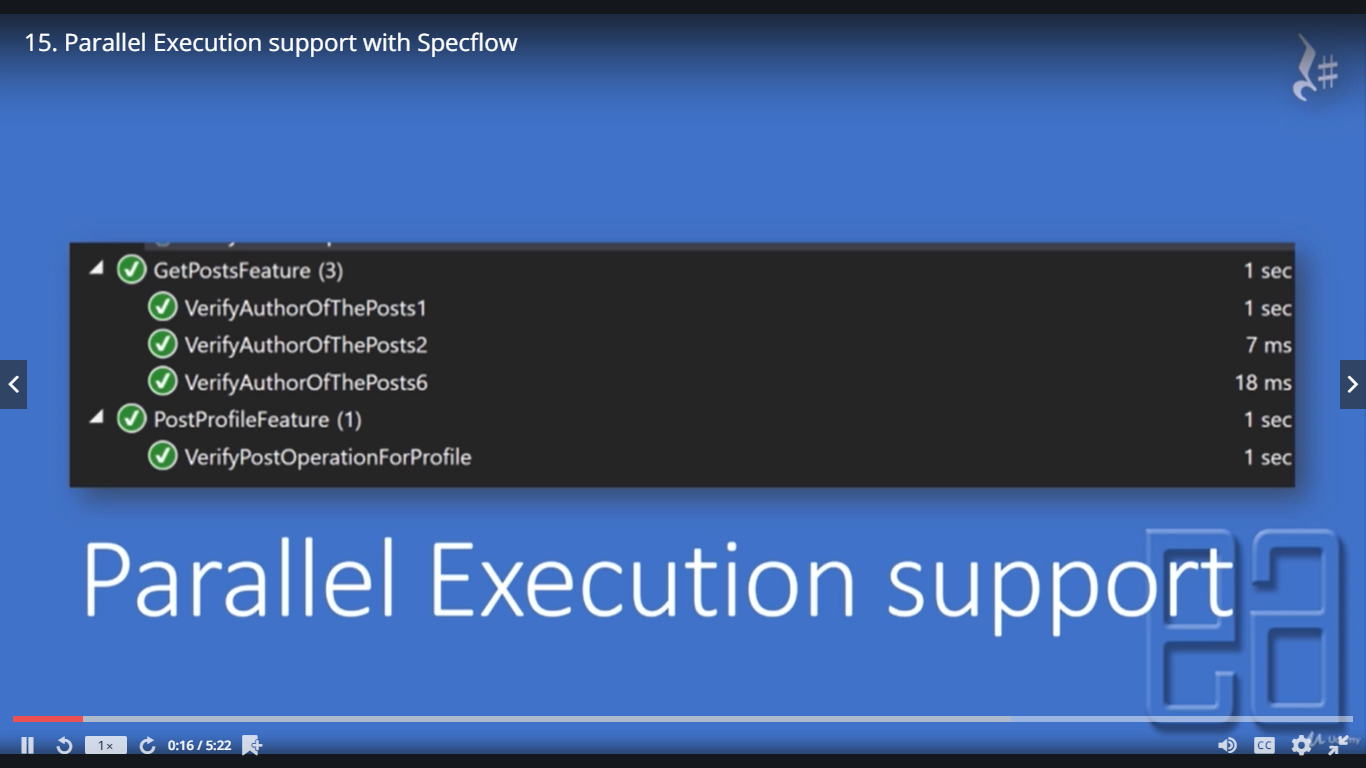 15. Parallel Execution support with Specflow
GetPostsFeature (3) 1 sec
VerifyAuthorOfThePosts1 1 sec
VerifyAuthorOfThePosts2 7 ms
VerifyAuthorOfThePosts6 18 ms
PostProfileFeature (1) 1 sec
VerifyPostOperationForProfile 1 sec
Parallel Execution support
1× 0:16 / 5:22 CC